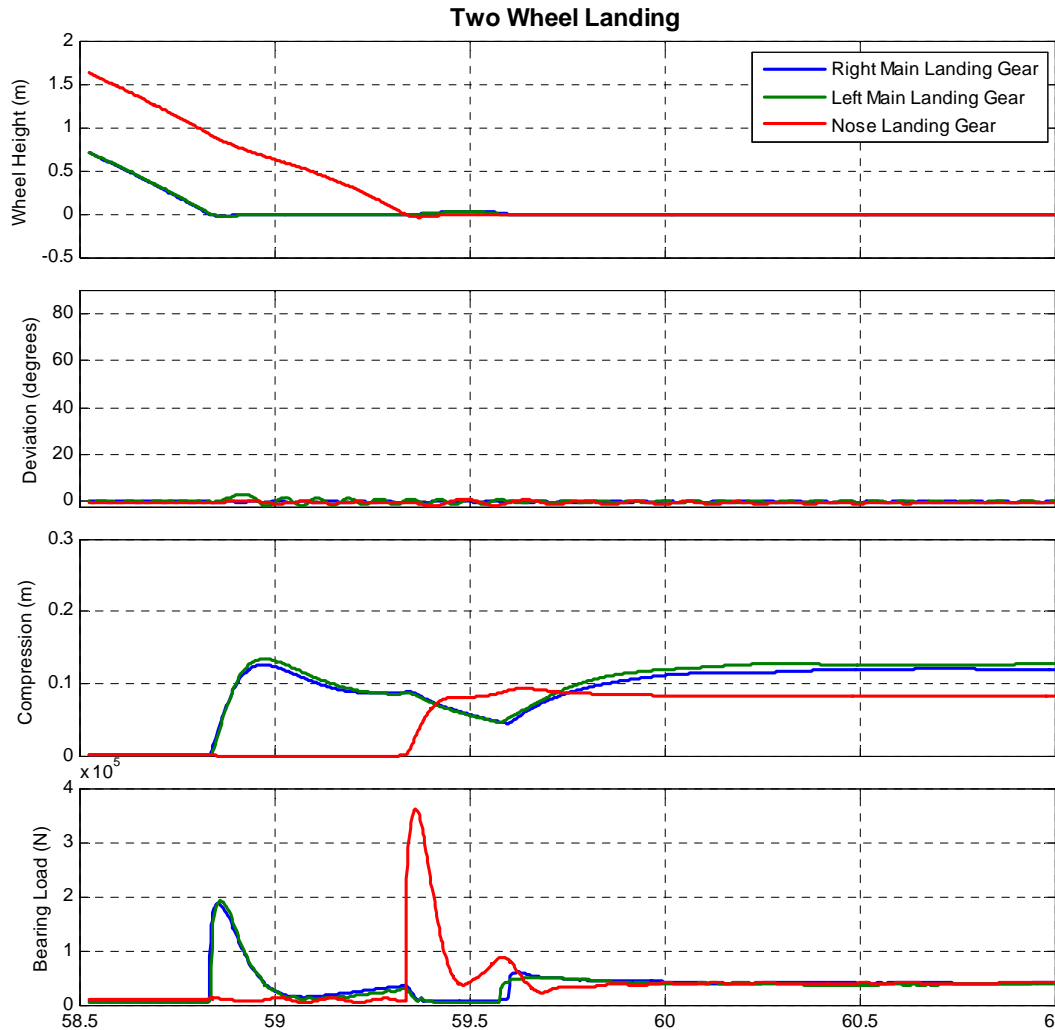 Two Wheel Landing
Wheel Height (m)
2
1.5
1
0.5
0
-0.5
Right Main Landing Gear
Left Main Landing Gear
Nose Landing Gear
Deviation (degrees)
80
60
40
20
0
Compression (m)
0.3
0.2
0.1
0
x 10^5
Bearing Load (N)
4
3
2
1
0
58.5 59 59.5 60 60.5 6